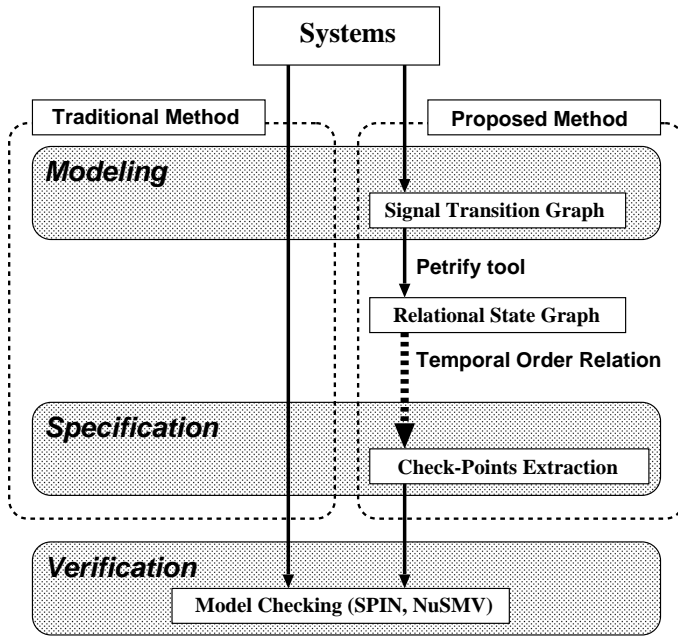 Systems
Traditional Method
Proposed Method
Modeling
Signal Transition Graph
Petrify tool
Relational State Graph
Temporal Order Relation
Specification
Check-Points Extraction
Verification
Model Checking (SPIN, NuSMV)